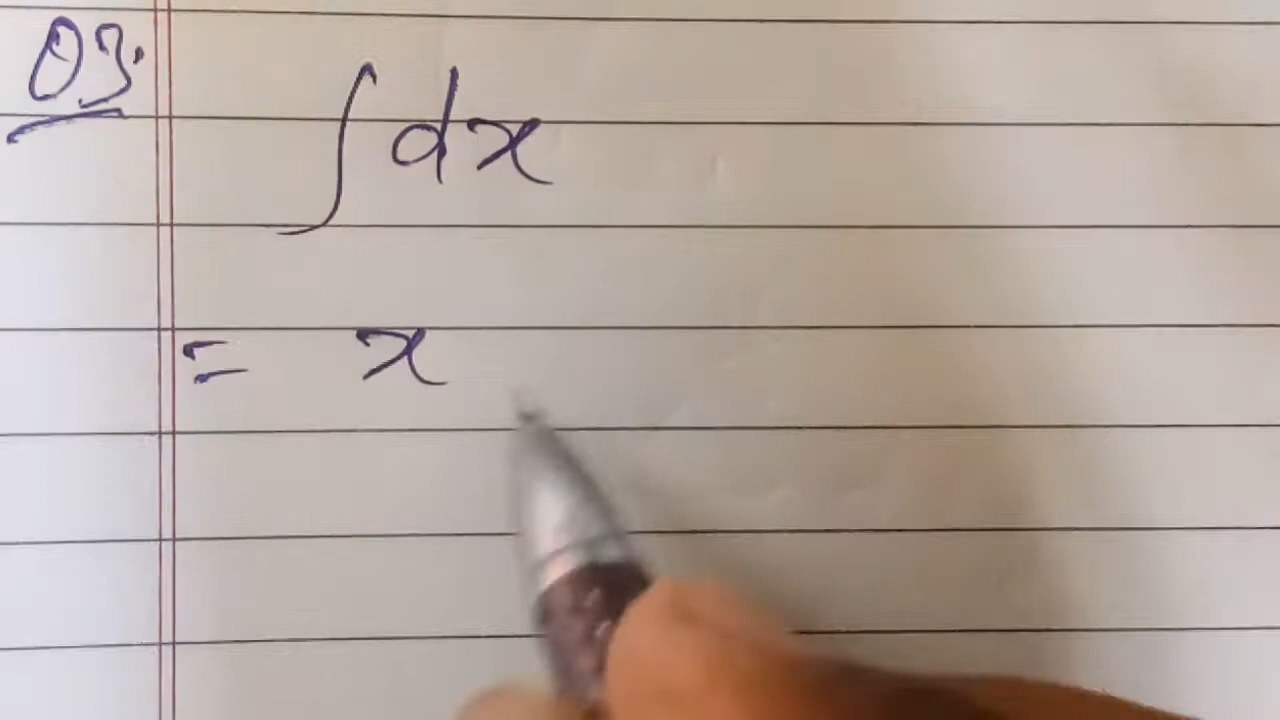 03.
∫ dx
= x